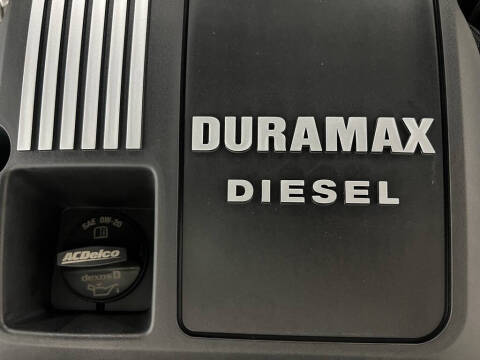 DURAMAX
DIESEL
SAE 0W-20
ACDelco
dexos D